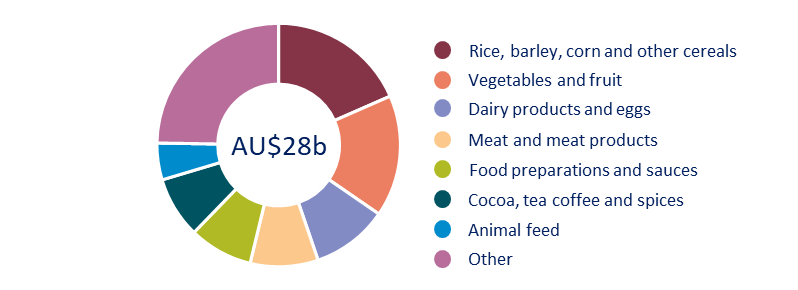 AU$28b
Rice, barley, corn and other cereals
Vegetables and fruit
Dairy products and eggs
Meat and meat products
Food preparations and sauces
Cocoa, tea coffee and spices
Animal feed
Other